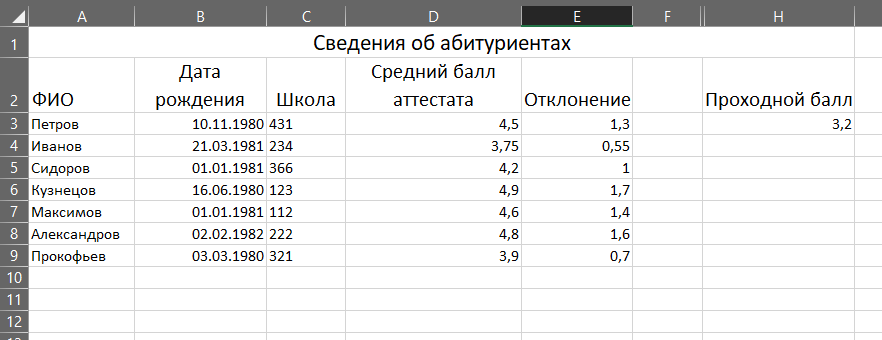 A B C D E F H
1 Сведения об абитуриентах
Дата Средний балл
2 ФИО рождения Школа аттестата Отклонение Проходной балл
3 Петров 10.11.1980 431 4,5 1,3 3,2
4 Иванов 21.03.1981 234 3,75 0,55
5 Сидоров 01.01.1981 366 4,2 1
6 Кузнецов 16.06.1980 123 4,9 1,7
7 Максимов 01.01.1981 112 4,6 1,4
8 Александров 02.02.1982 222 4,8 1,6
9 Прокофьев 03.03.1980 321 3,9 0,7
10
11
12